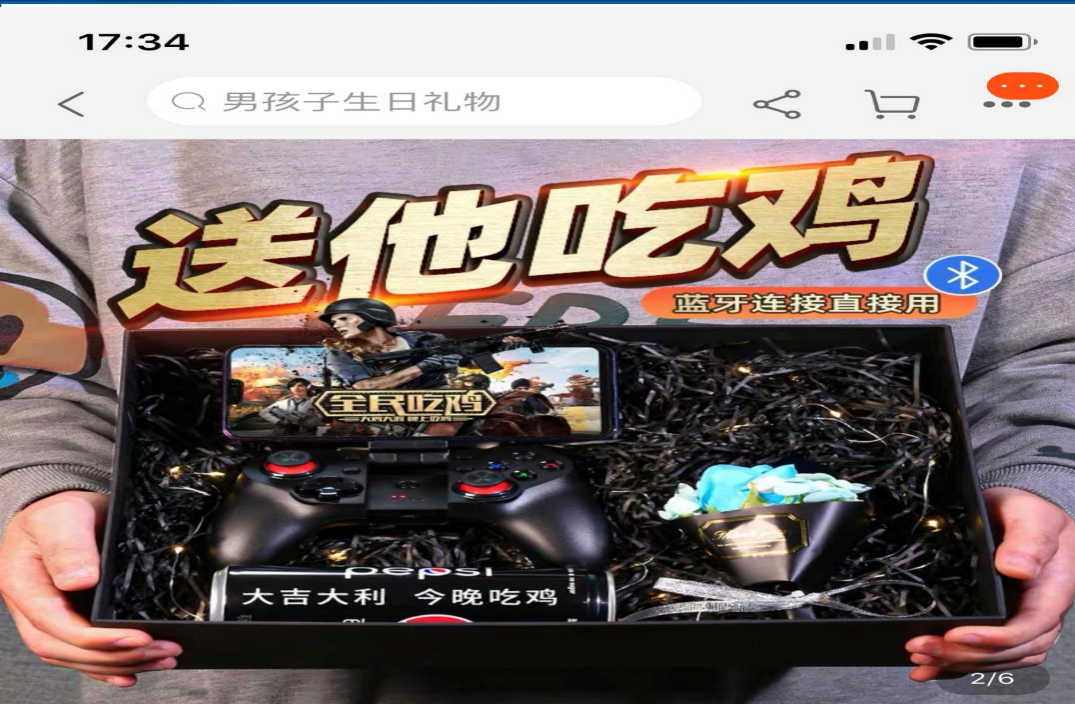 17:34
男孩子生日礼物
送他吃鸡
蓝牙连接直接用
全民吃鸡
pepsi
大吉大利 今晚吃鸡
2/6